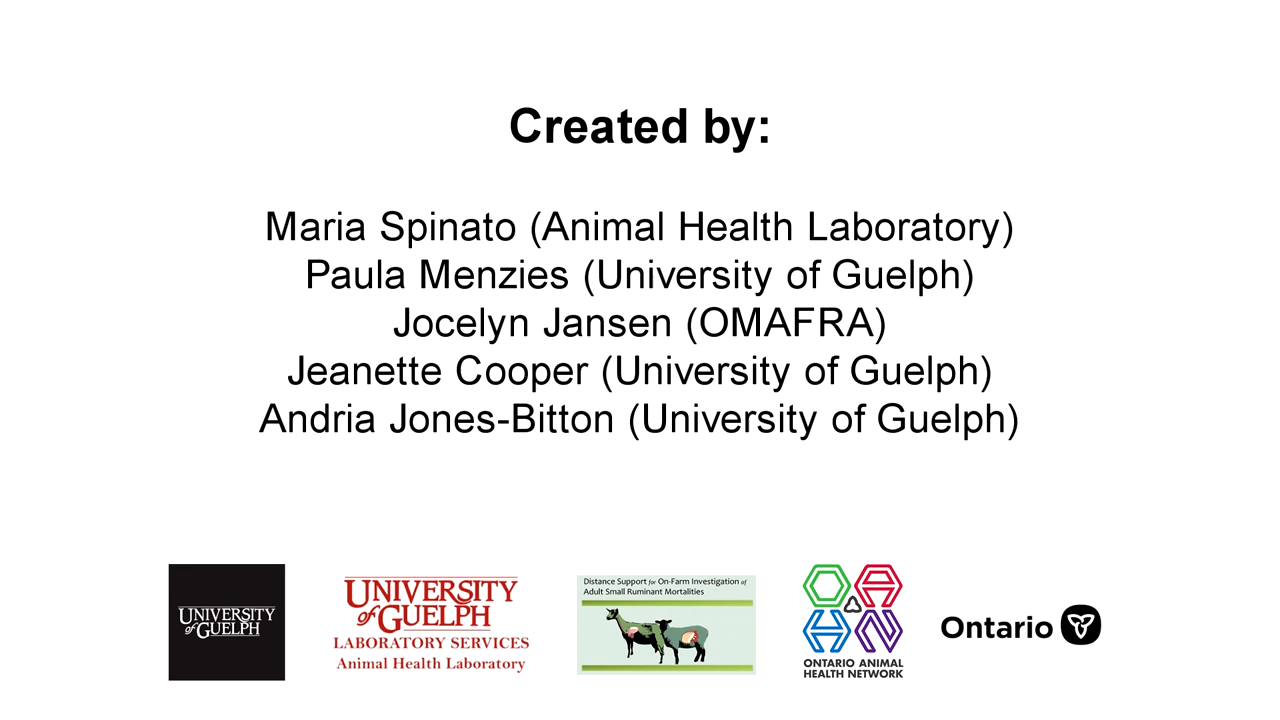 Created by:
Maria Spinato (Animal Health Laboratory)
Paula Menzies (University of Guelph)
Jocelyn Jansen (OMAFRA)
Jeanette Cooper (University of Guelph)
Andria Jones-Bitton (University of Guelph)
UNIVERSITY
of GUELPH
UNIVERSITY
of GUELPH
LABORATORY SERVICES
Animal Health Laboratory
Distance Support for On-Farm Investigation of
Adult Small Ruminant Mortalities
OAHN
ONTARIO ANIMAL
HEALTH NETWORK
Ontario